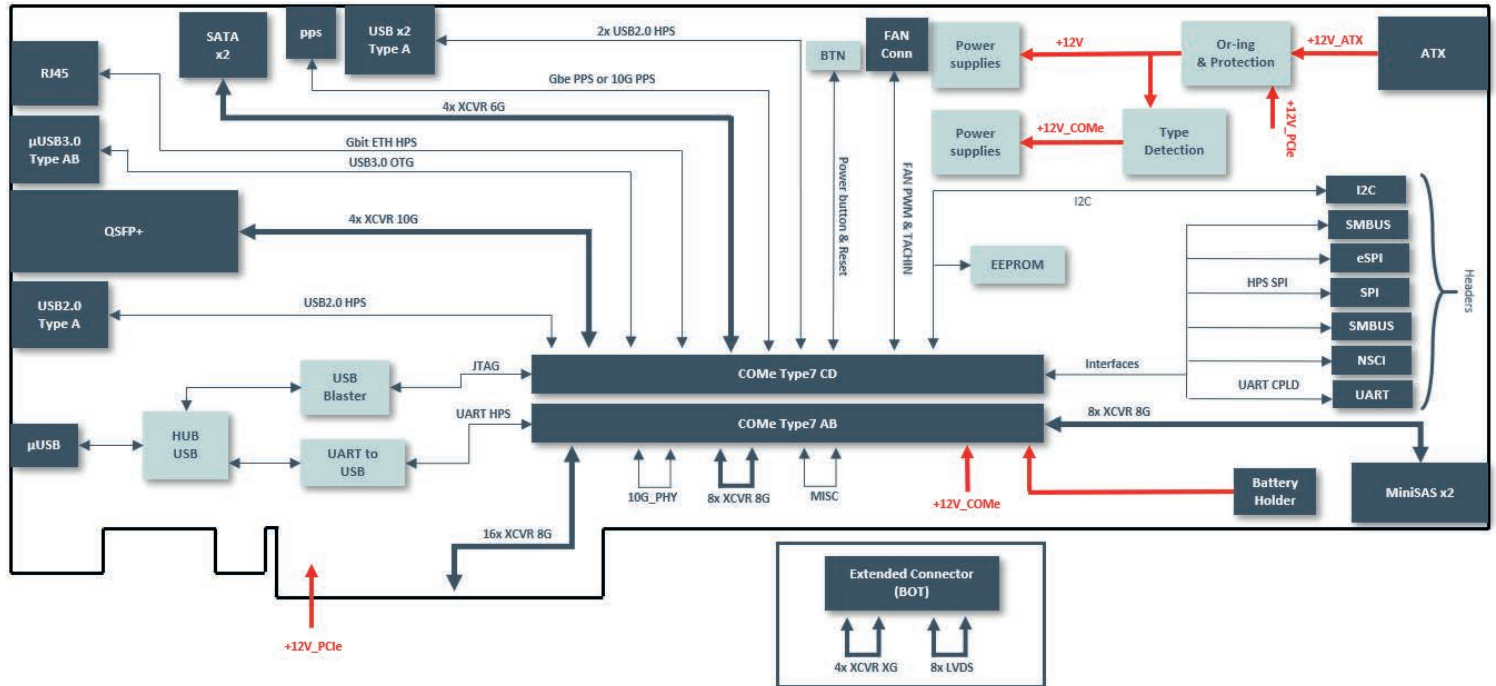 SATA
x2
pps
USB x2
Type A
2x USB2.0 HPS
BTN
FAN
Conn
Power
supplies
+12V
Or-ing
& Protection
+12V_ATX
ATX
RJ45
Gbe PPS or 10G PPS
4x XCVR 6G
+12V_PCIe
µUSB3.0
Type AB
Gbit ETH HPS
USB3.0 OTG
Power
supplies
+12V_COMe
Type
Detection
Power button & Reset
FAN PWM & TACHIN
I2C
I2C
QSFP+
4x XCVR 10G
SMBUS
EEPROM
eSPI
HPS SPI
SPI
Headers
USB2.0
Type A
USB2.0 HPS
SMBUS
NSCI
UART CPLD
UART
USB
Blaster
JTAG
COMe Type7 CD
Interfaces
UART HPS
COMe Type7 AB
8x XCVR 8G
µUSB
HUB
USB
UART to
USB
10G_PHY
8x XCVR 8G
MISC
+12V_COMe
Battery
Holder
MiniSAS x2
16x XCVR 8G
+12V_PCIe
Extended Connector
(BOT)
4x XCVR XG
8x LVDS